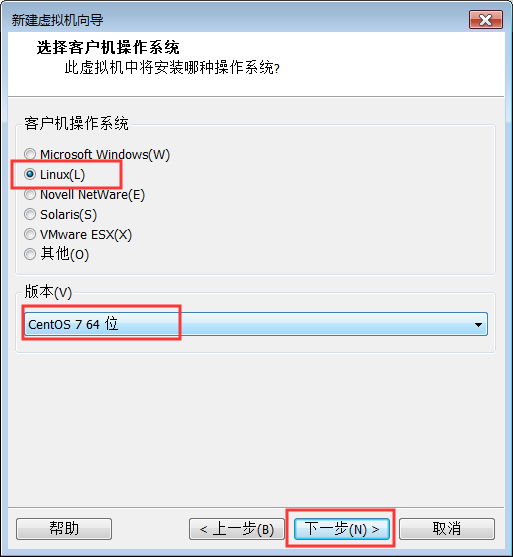 新建虚拟机向导
选择客户机操作系统
此虚拟机中将安装哪种操作系统?
客户机操作系统
Microsoft Windows(W)
Linux(L)
Novell NetWare(E)
Solaris(S)
VMware ESX(X)
其他(O)
版本(V)
CentOS 7 64 位
帮助 < 上一步(B) 下一步(N) > 取消